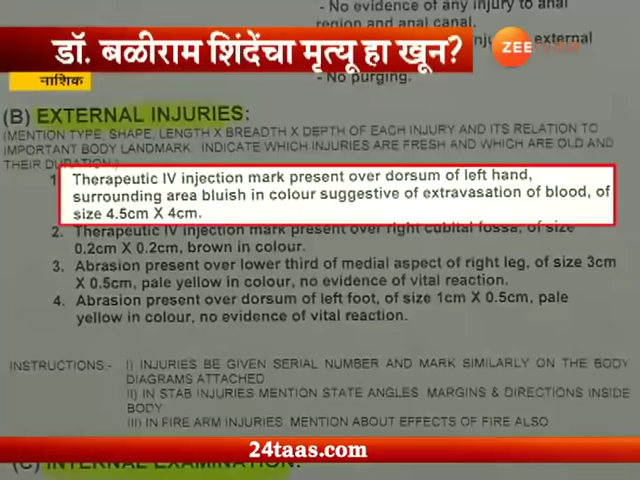 - No evidence of any injury to anal
region and anal canal.
external
डॉ. बळीराम शिंदेंचा मृत्यू हा खून?
ZEE
नाशिक
- No purging.
(B) EXTERNAL INJURIES:
(MENTION TYPE, SHAPE, LENGTH X BREADTH X DEPTH OF EACH INJURY AND ITS RELATION TO
IMPORTANT BODY LANDMARK. INDICATE WHICH INJURIES ARE FRESH AND WHICH ARE OLD AND
THEIR DURATION.)
1
Therapeutic IV injection mark present over dorsum of left hand,
surrounding area bluish in colour suggestive of extravasation of blood, of
size 4.5cm X 4cm.
2. Therapeutic IV injection mark present over right cubital fossa, of size
0.2cm X 0.2cm, brown in colour.
3. Abrasion present over lower third of medial aspect of right leg, of size 3cm
X 0.5cm, pale yellow in colour, no evidence of vital reaction.
4. Abrasion present over dorsum of left foot, of size 1cm X 0.5cm, pale
yellow in colour, no evidence of vital reaction.
INSTRUCTIONS:- I) INJURIES BE GIVEN SERIAL NUMBER AND MARK SIMILARLY ON THE BODY
DIAGRAMS ATTACHED
II) IN STAB INJURIES MENTION STATE ANGLES, MARGINS & DIRECTIONS INSIDE
BODY
III) IN FIRE ARM INJURIES, MENTION ABOUT EFFECTS OF FIRE ALSO
24taas.com
(C) INTERNAL EXAMINATION: